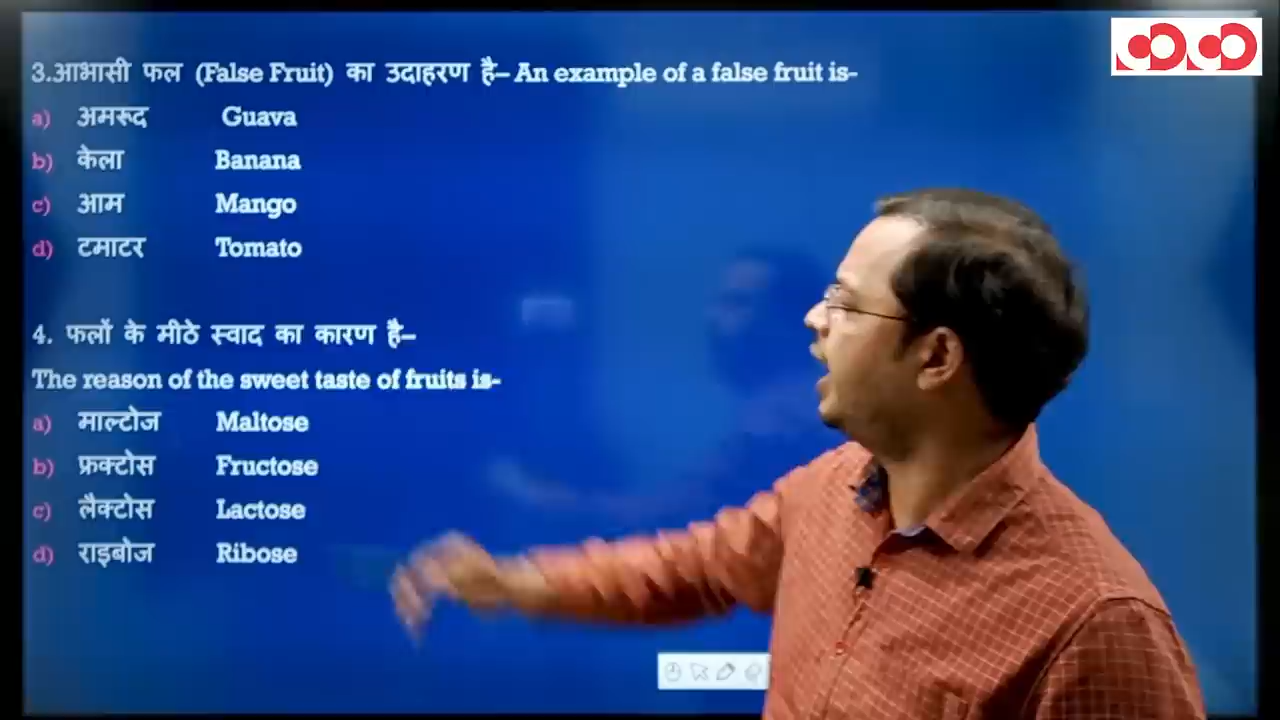 3.आभासी फल (False Fruit) का उदाहरण है– An example of a false fruit is-
a) अमरूद Guava
b) केला Banana
c) आम Mango
d) टमाटर Tomato
4. फलों के मीठे स्वाद का कारण है–
The reason of the sweet taste of fruits is-
a) माल्टोज Maltose
b) फ्रक्टोस Fructose
c) लैक्टोस Lactose
d) राइबोज Ribose